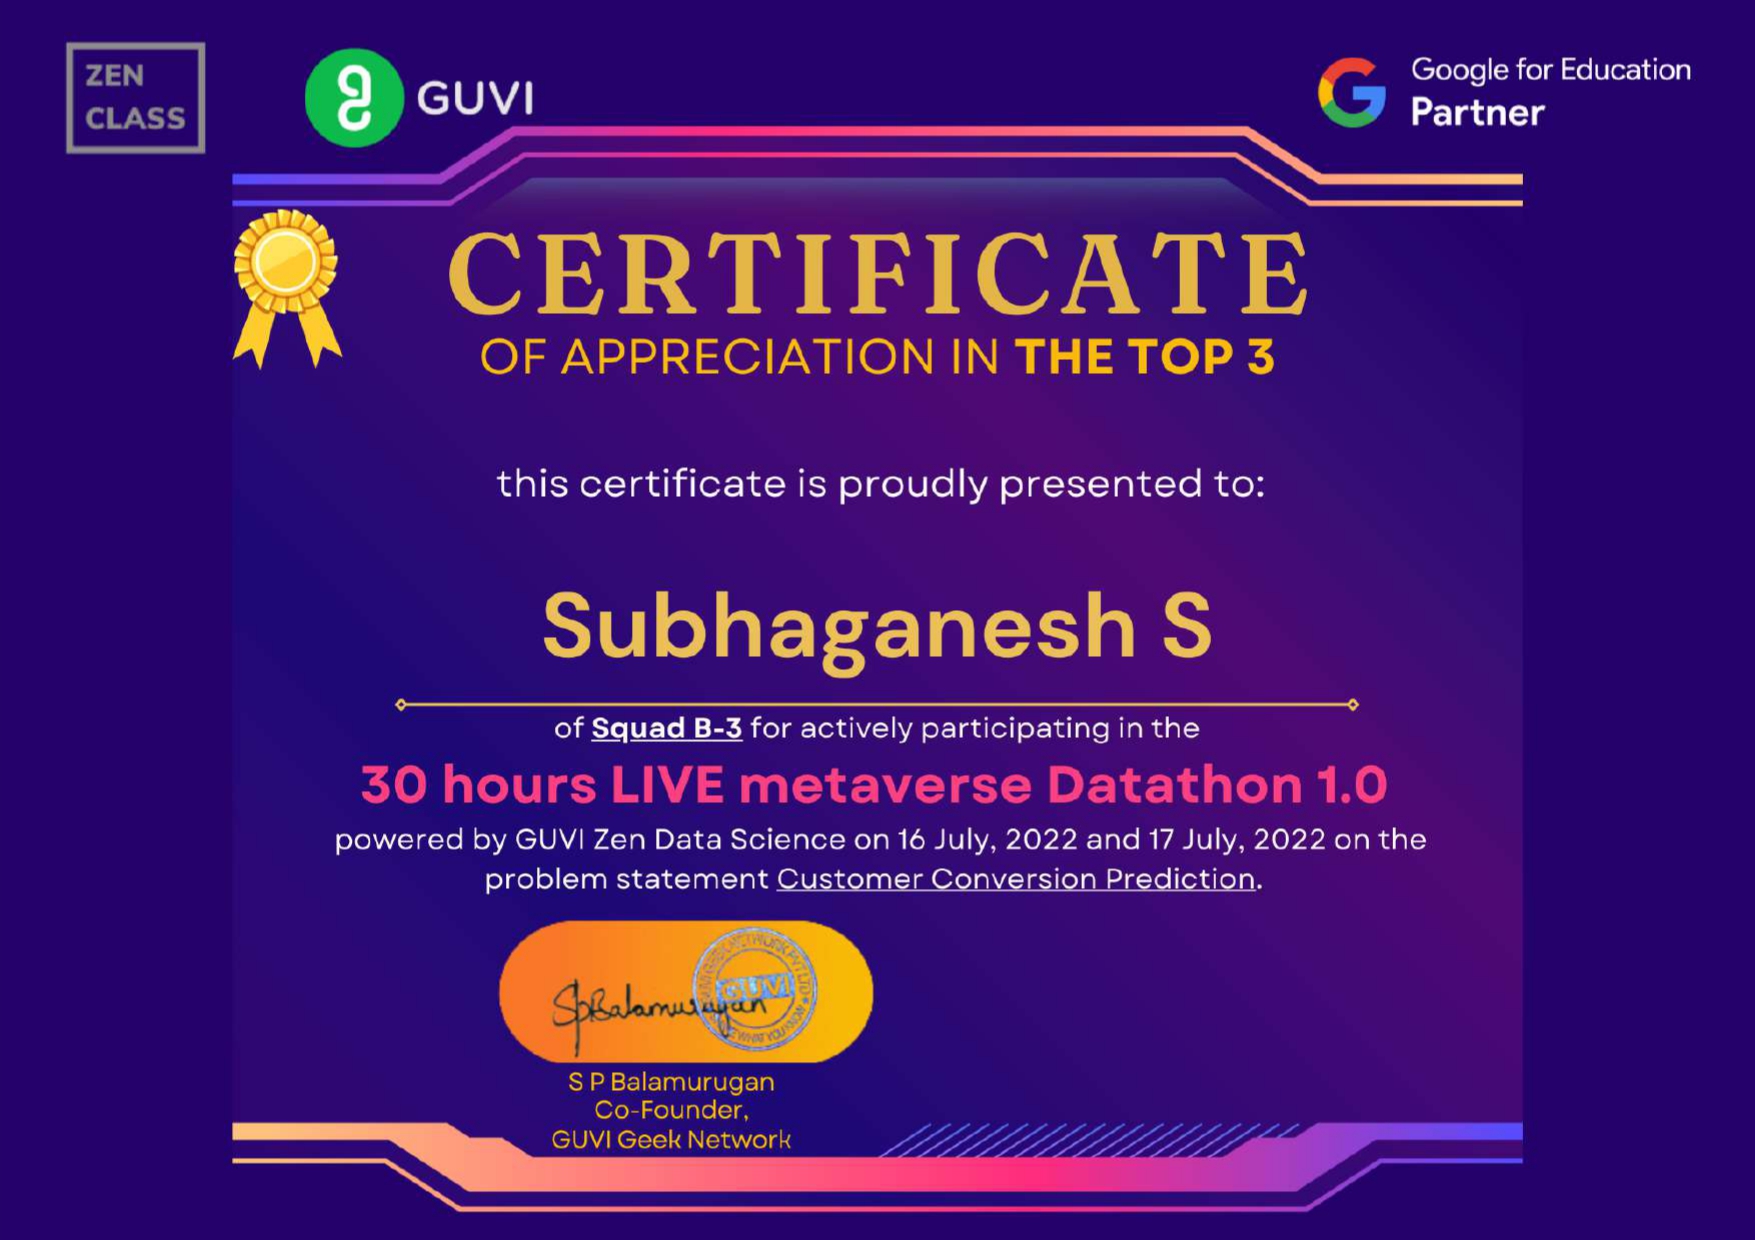 ZEN
CLASS
GUVI
Google for Education
Partner
CERTIFICATE
OF APPRECIATION IN THE TOP 3
this certificate is proudly presented to:
Subhaganesh S
of Squad B-3 for actively participating in the
30 hours LIVE metaverse Datathon 1.0
powered by GUVI Zen Data Science on 16 July, 2022 and 17 July, 2022 on the
problem statement Customer Conversion Prediction.
SpBalamurugan
GUVI
S P Balamurugan
Co-Founder,
GUVI Geek Network